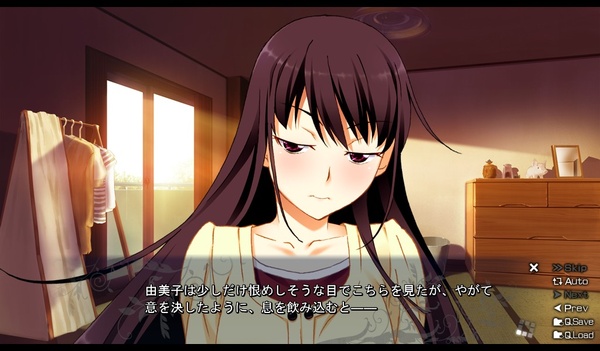 由美子は少しだけ恨めしそうな目でこちらを見たが、やがて
意を決したように、息を飲み込むと――
Skip
Auto
Next
Prev
Q.Save
Q.Load